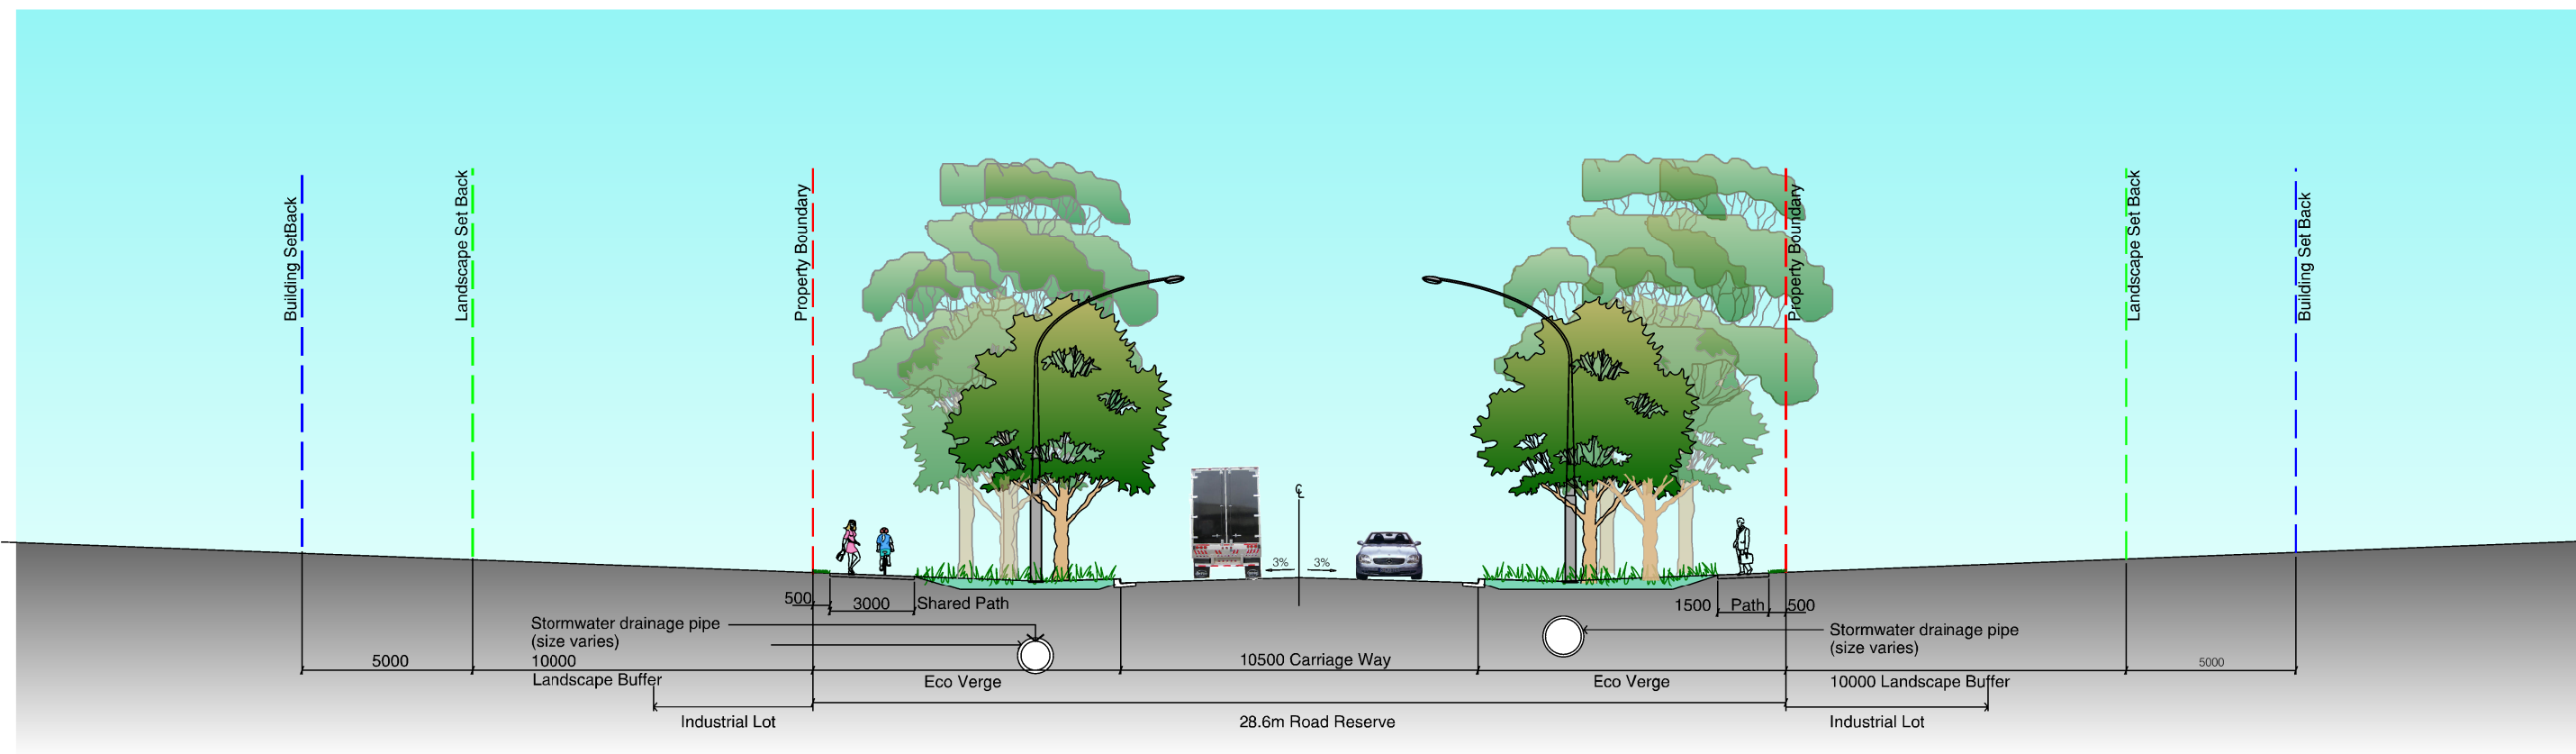 Building SetBack
Landscape Set Back
Property Boundary
Property Boundary
Landscape Set Back
Building Set Back
℄
3%
3%
500
3000
Shared Path
1500
Path
500
Stormwater drainage pipe
(size varies)
Stormwater drainage pipe
(size varies)
5000
10000
Landscape Buffer
10500 Carriage Way
5000
Eco Verge
Eco Verge
10000 Landscape Buffer
Industrial Lot
28.6m Road Reserve
Industrial Lot